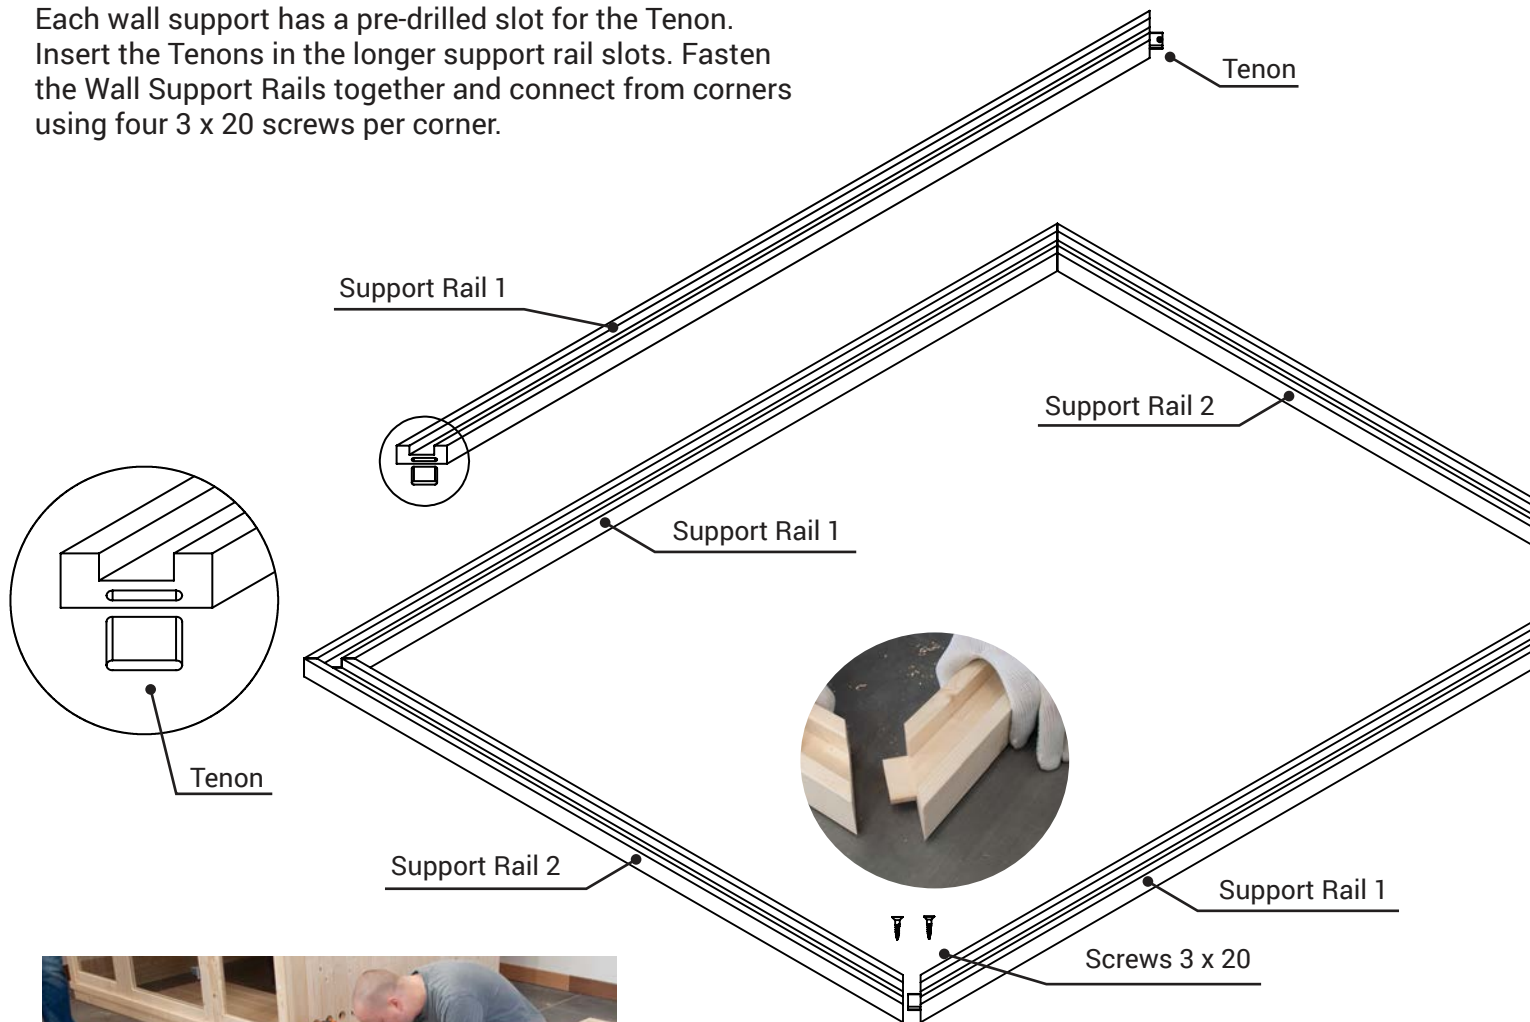 Each wall support has a pre-drilled slot for the Tenon.
Insert the Tenons in the longer support rail slots. Fasten
the Wall Support Rails together and connect from corners
using four 3 x 20 screws per corner.
Tenon
Support Rail 1
Support Rail 2
Support Rail 1
Tenon
Support Rail 2
Support Rail 1
Screws 3 x 20